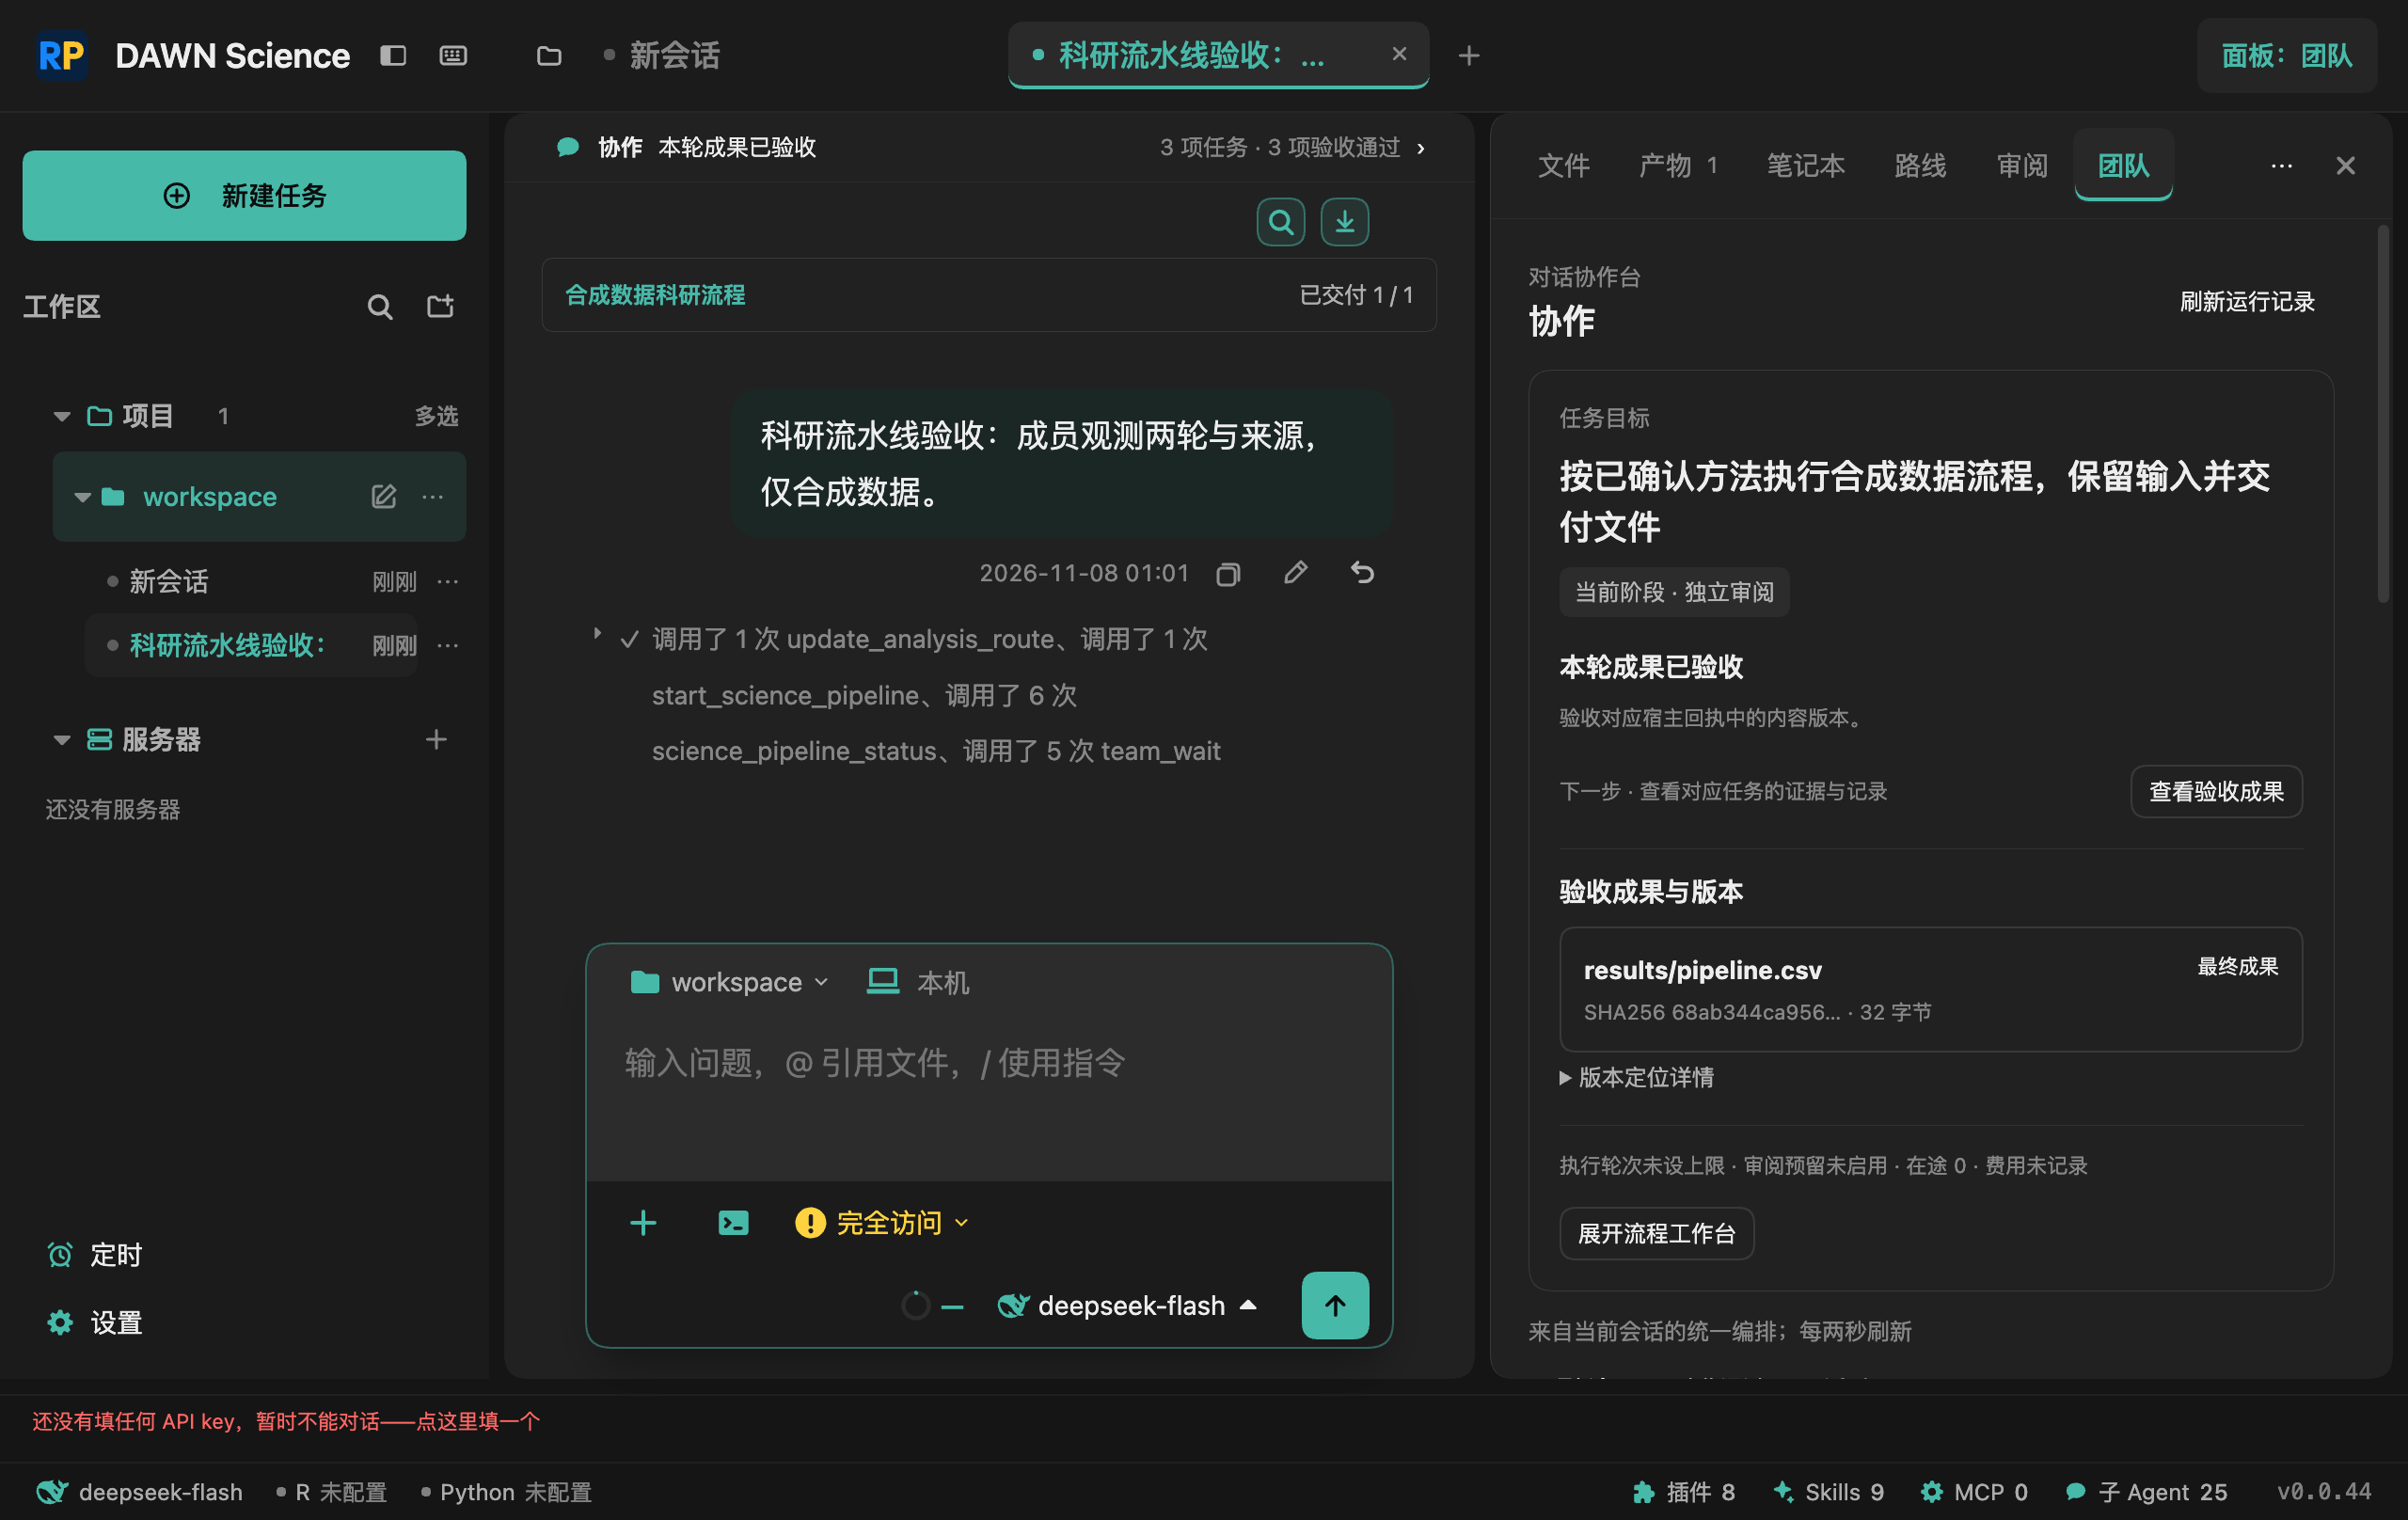 RP DAWN Science
新会话
科研流水线验收：...
面板：团队
新建任务
工作区
项目 1 多选
workspace
新会话 刚刚
科研流水线验收： 刚刚
服务器
还没有服务器
定时
设置
协作 本轮成果已验收 3 项任务 · 3 项验收通过
合成数据科研流程 已交付 1 / 1
科研流水线验收：成员观测两轮与来源，
仅合成数据。
2026-11-08 01:01
调用了 1 次 update_analysis_route、调用了 1 次
start_science_pipeline、调用了 6 次
science_pipeline_status、调用了 5 次 team_wait
workspace 本机
输入问题，@ 引用文件，/ 使用指令
完全访问
deepseek-flash
文件 产物 1 笔记本 路线 审阅 团队
对话协作台
协作
刷新运行记录
任务目标
按已确认方法执行合成数据流程，保留输入并交
付文件
当前阶段 · 独立审阅
本轮成果已验收
验收对应宿主回执中的内容版本。
下一步 · 查看对应任务的证据与记录 查看验收成果
验收成果与版本
results/pipeline.csv 最终成果
SHA256 68ab344ca956... · 32 字节
版本定位详情
执行轮次未设上限 · 审阅预留未启用 · 在途 0 · 费用未记录
展开流程工作台
来自当前会话的统一编排；每两秒刷新
还没有填任何 API key，暂时不能对话——点这里填一个
deepseek-flash R 未配置 Python 未配置
插件 8 Skills 9 MCP 0 子 Agent 25 v0.0.44